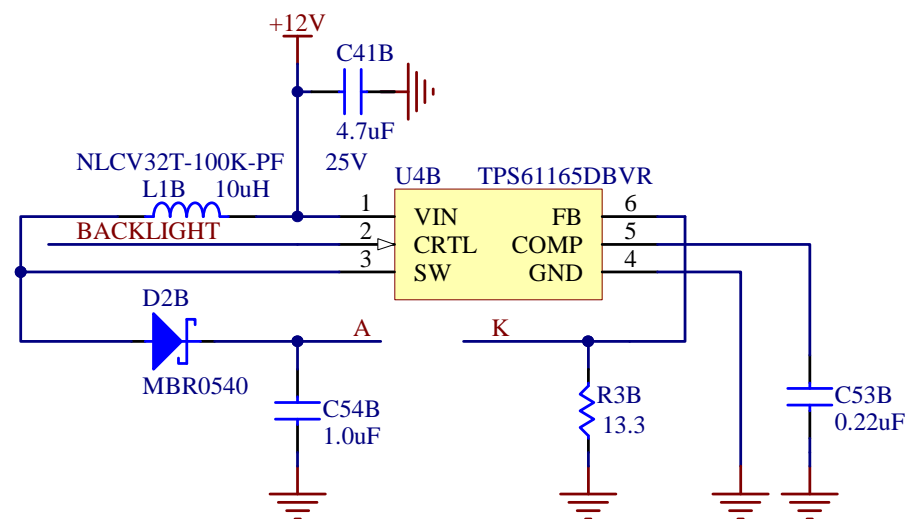 +12V
C41B
4.7uF
25V
NLCV32T-100K-PF
L1B 10uH
U4B TPS61165DBVR
1 VIN FB 6
BACKLIGHT 2 CRTL COMP 5
3 SW GND 4
D2B
MBR0540
A
K
C54B
1.0uF
R3B
13.3
C53B
0.22uF